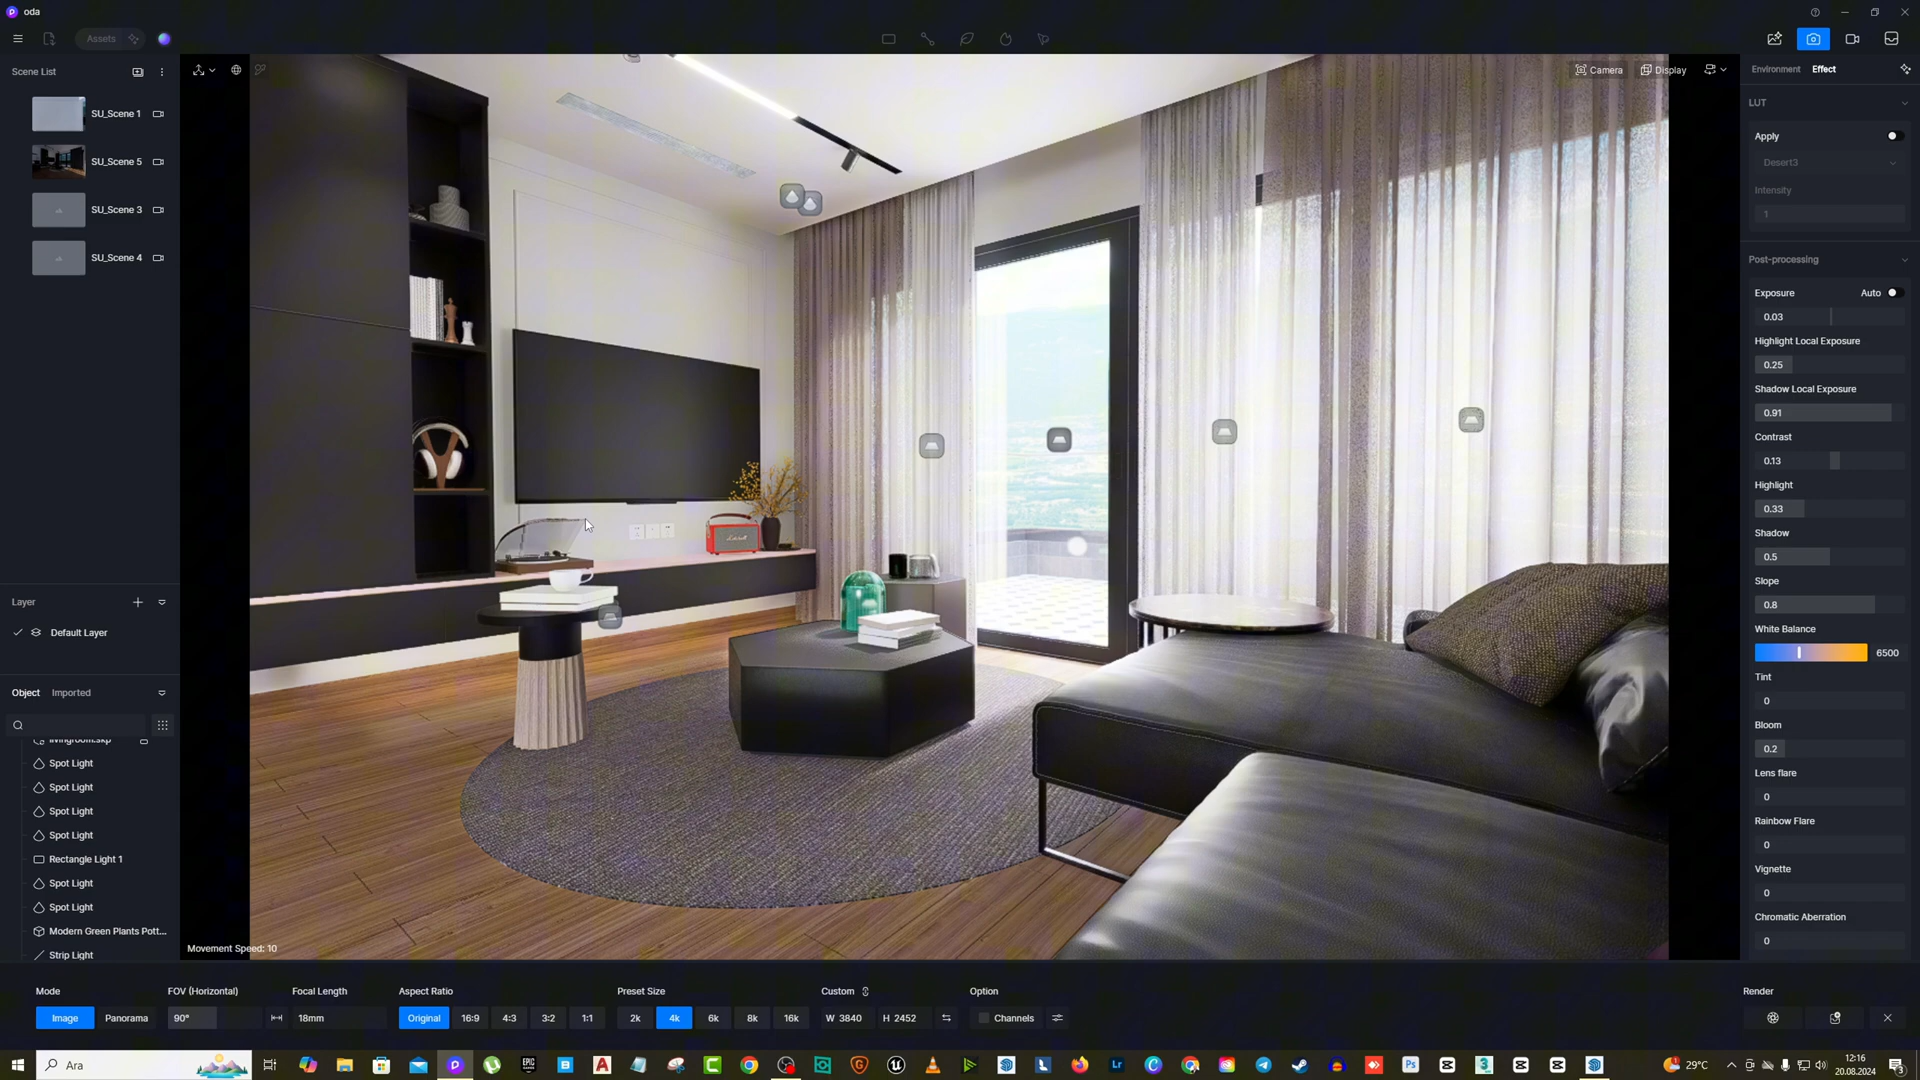 oda
Assets
Scene List
Camera
Display
Environment
Effect
LUT
SU_Scene 1
Apply
SU_Scene 5
Desert3
Intensity
SU_Scene 3
1
SU_Scene 4
Post-processing
Exposure
Auto
0.03
Highlight Local Exposure
0.25
Shadow Local Exposure
0.91
Contrast
0.13
Highlight
0.33
Shadow
0.5
Slope
0.8
White Balance
6500
Tint
0
Bloom
0.2
Lens flare
0
Rainbow Flare
0
Vignette
0
Chromatic Aberration
0
Layer
Default Layer
Object
Imported
livingroom.skp
Spot Light
Spot Light
Spot Light
Spot Light
Rectangle Light 1
Spot Light
Spot Light
Modern Green Plants Pott...
Strip Light
Marshall
Movement Speed: 10
Mode
FOV (Horizontal)
Focal Length
Aspect Ratio
Preset Size
Custom
Option
Render
Image
Panorama
90°
18mm
Original
16:9
4:3
3:2
1:1
2k
4k
6k
8k
16k
W 3840
H 2452
Channels
Ara
29°C
12:16
20.08.2024